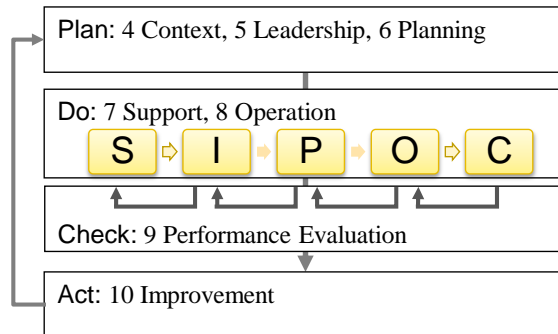 Plan: 4 Context, 5 Leadership, 6 Planning
Do: 7 Support, 8 Operation
S I P O C
Check: 9 Performance Evaluation
Act: 10 Improvement